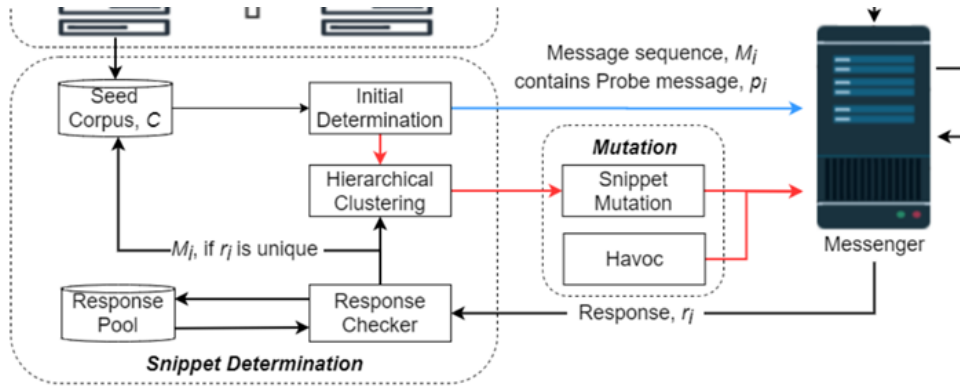 Message sequence, Mi
contains Probe message, pi
Seed
Corpus, C
Initial
Determination
Mutation
Hierarchical
Clustering
Snippet
Mutation
Messenger
Mi, if ri is unique
Havoc
Response
Pool
Response
Checker
Response, ri
Snippet Determination